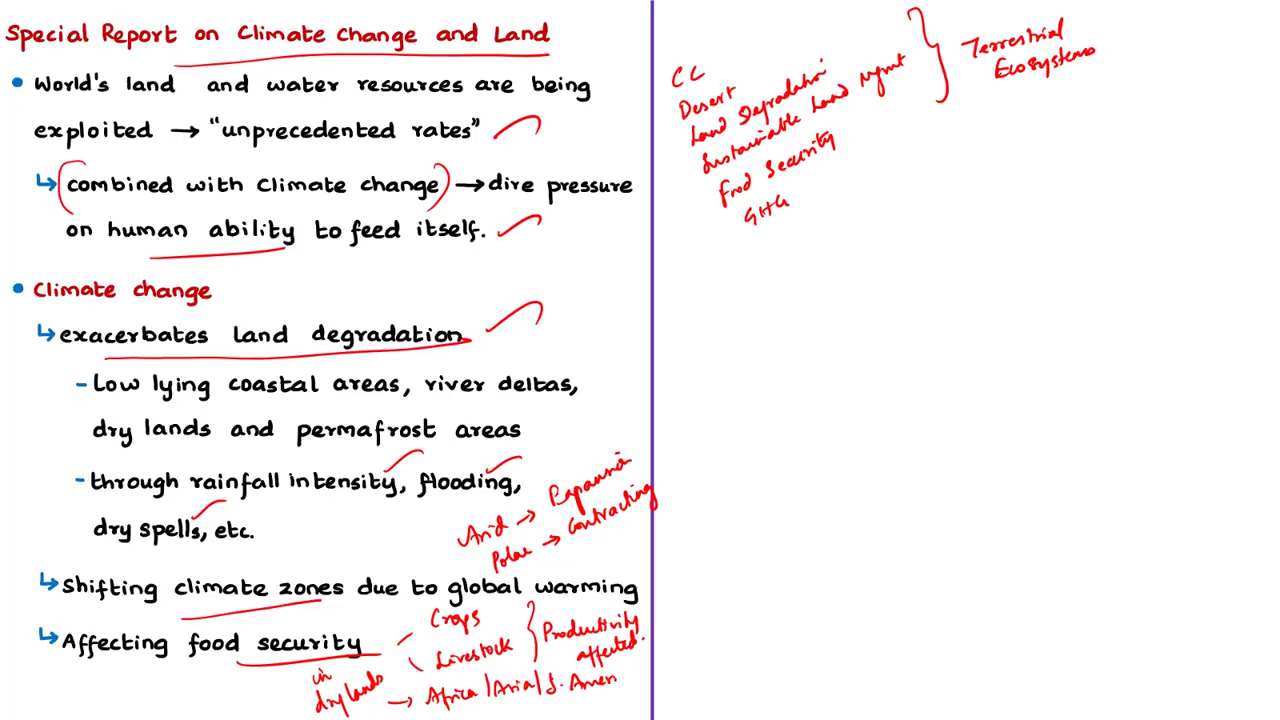 Special Report on Climate Change and Land
• World's land and water resources are being
exploited → "unprecedented rates"
↳ (combined with Climate change) → dire pressure
on human ability to feed itself.
• Climate change
↳ exacerbates land degradation
- Low lying coastal areas, river deltas,
dry lands and permafrost areas
- through rainfall intensity, flooding,
dry spells, etc.
Arid → Expansion
Polar → Contracting
↳ Shifting climate zones due to global warming
↳ Affecting food security
Crops
Livestock
Productivity
affected.
in
dry lands → Africa / Asia / S. Amer
CC
Desert
Land Degradation
Sustainable Land Mgmt
Food Security
GHG
Terrestrial
Ecosystems